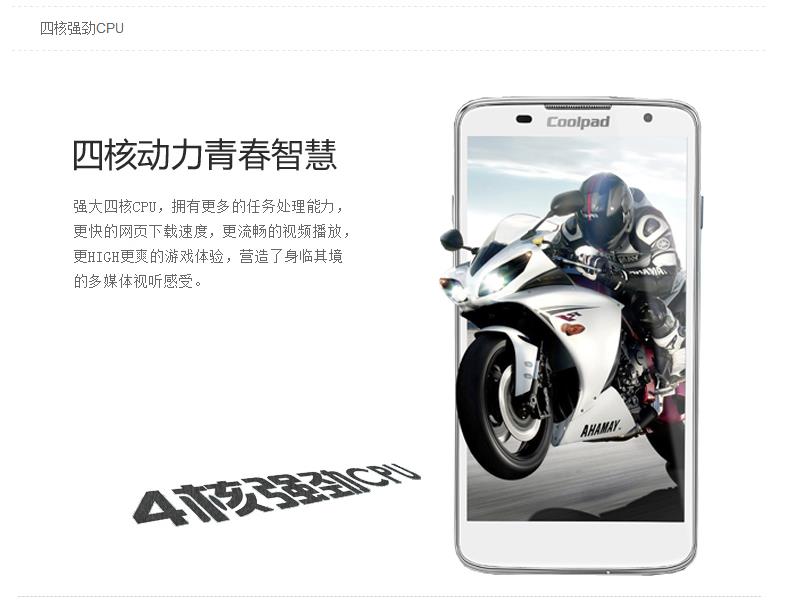 四核强劲CPU
四核动力青春智慧
强大四核CPU，拥有更多的任务处理能力，
更快的网页下载速度，更流畅的视频播放，
更HIGH更爽的游戏体验，营造了身临其境
的多媒体视听感受。
Coolpad
AHAMAY
4核强劲CPU